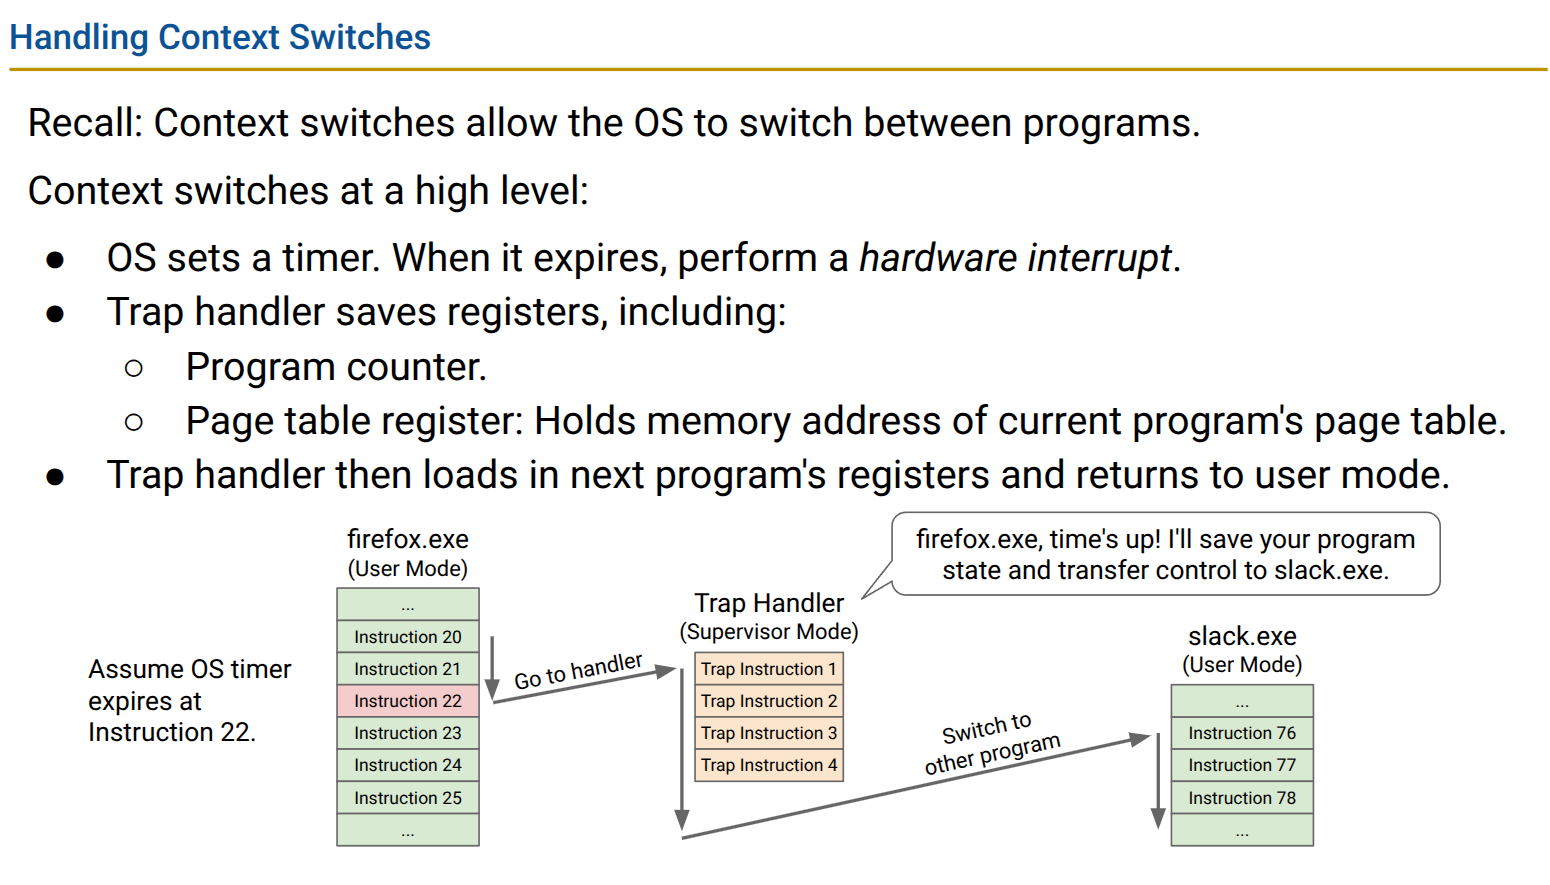 Handling Context Switches
Recall: Context switches allow the OS to switch between programs.
Context switches at a high level:
● OS sets a timer. When it expires, perform a hardware interrupt.
● Trap handler saves registers, including:
○ Program counter.
○ Page table register: Holds memory address of current program's page table.
● Trap handler then loads in next program's registers and returns to user mode.
firefox.exe, time's up! I'll save your program
state and transfer control to slack.exe.
Assume OS timer
expires at
Instruction 22.
firefox.exe
(User Mode)
...
Instruction 20
Instruction 21
Instruction 22
Instruction 23
Instruction 24
Instruction 25
...
Go to handler
Trap Handler
(Supervisor Mode)
Trap Instruction 1
Trap Instruction 2
Trap Instruction 3
Trap Instruction 4
Switch to
other program
slack.exe
(User Mode)
...
Instruction 76
Instruction 77
Instruction 78
...